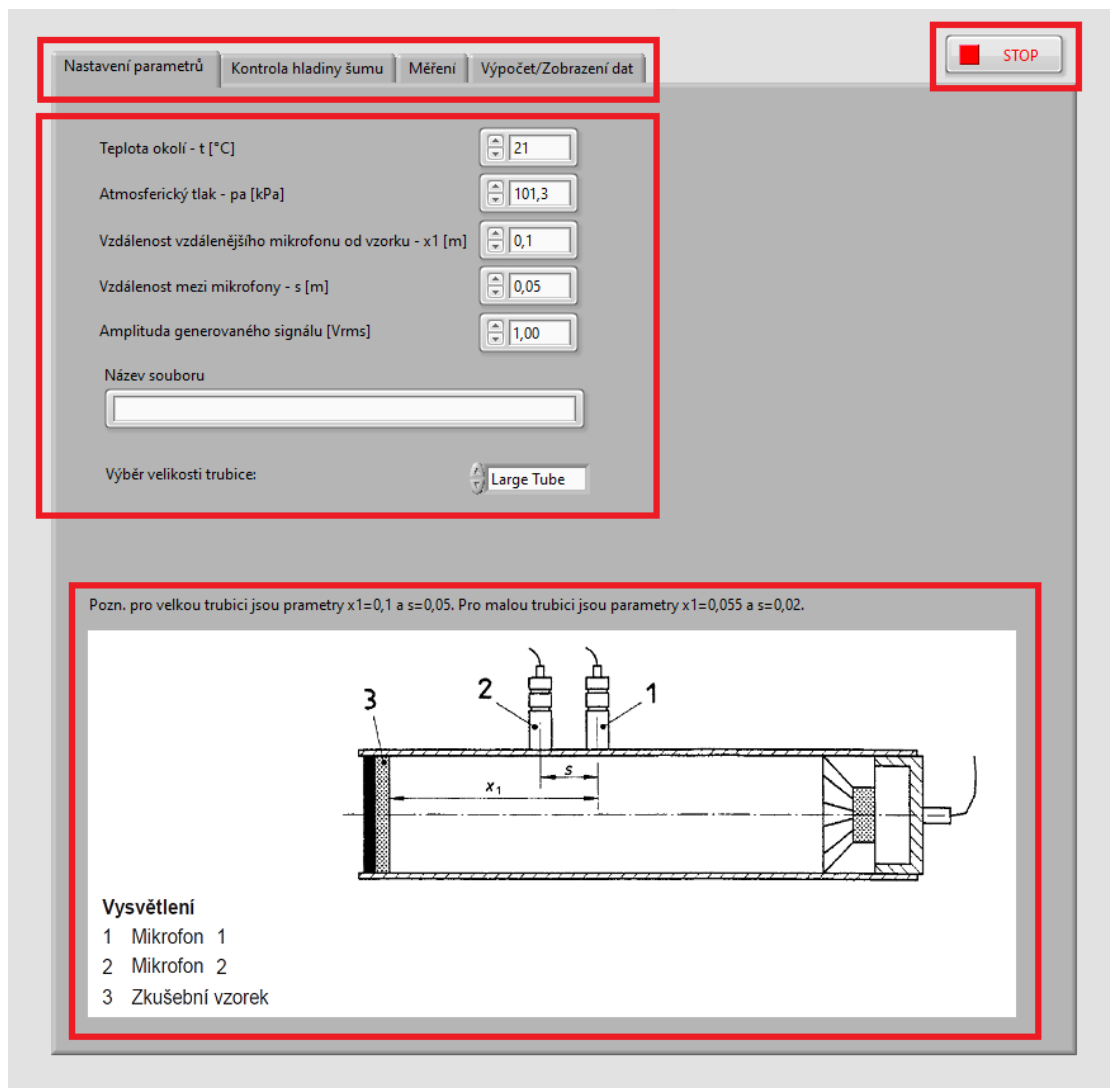 Nastavení parametrů Kontrola hladiny šumu Měření Výpočet/Zobrazení dat
STOP
Teplota okolí - t [°C] 21
Atmosferický tlak - pa [kPa] 101,3
Vzdálenost vzdálenějšího mikrofonu od vzorku - x1 [m] 0,1
Vzdálenost mezi mikrofony - s [m] 0,05
Amplituda generovaného signálu [Vrms] 1,00
Název souboru
Výběr velikosti trubice: Large Tube
Pozn. pro velkou trubici jsou prametry x1=0,1 a s=0,05. Pro malou trubici jsou parametry x1=0,055 a s=0,02.
3 2 1
s
x₁
Vysvětlení
1 Mikrofon 1
2 Mikrofon 2
3 Zkušební vzorek